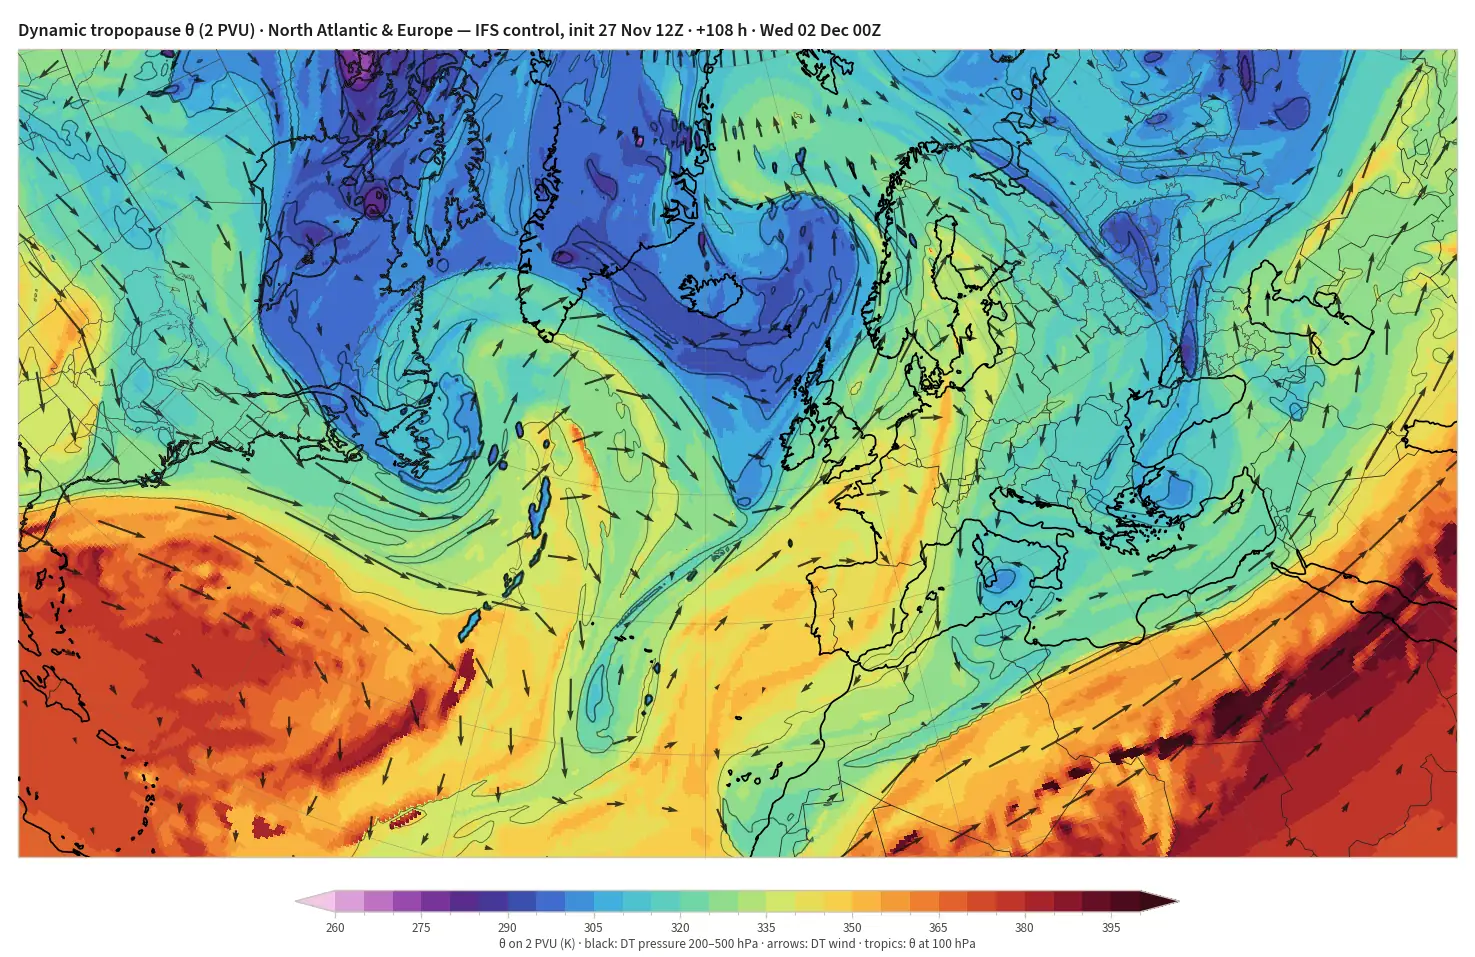 Dynamic tropopause θ (2 PVU) · North Atlantic & Europe — IFS control, init 27 Nov 12Z · +108 h · Wed 02 Dec 00Z
260 275 290 305 320 335 350 365 380 395
θ on 2 PVU (K) · black: DT pressure 200–500 hPa · arrows: DT wind · tropics: θ at 100 hPa